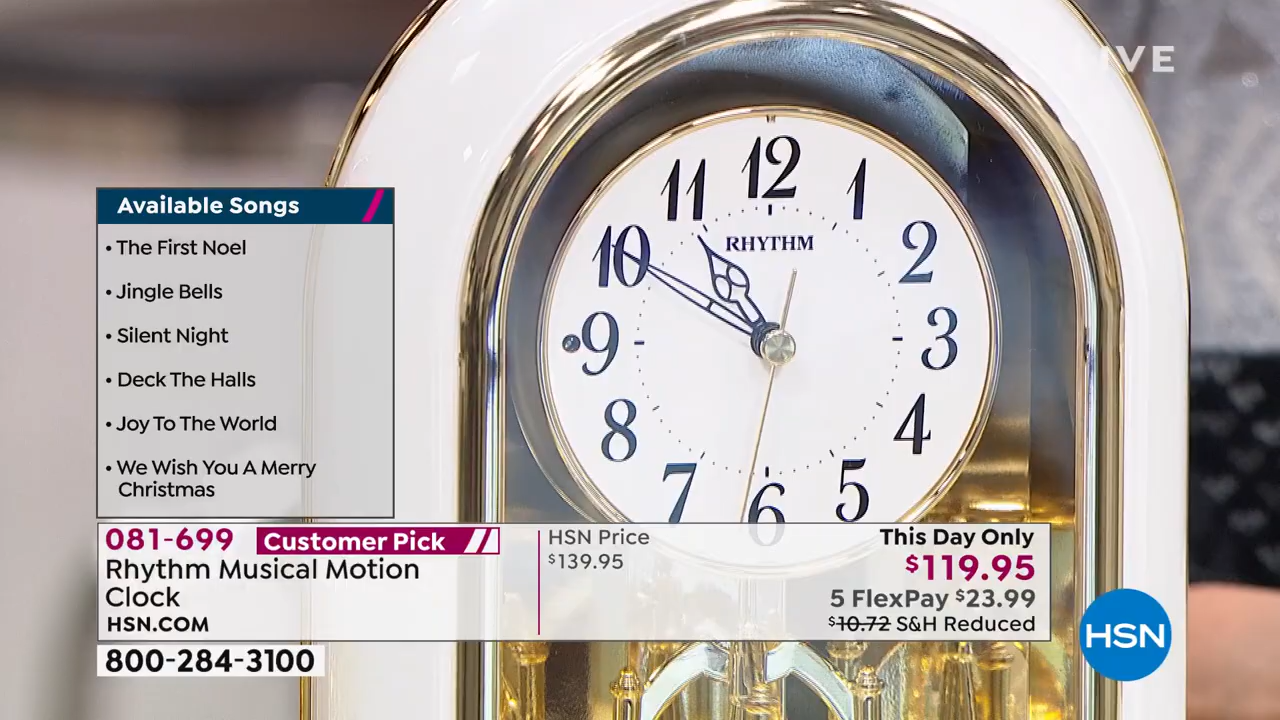 LIVE
12
11
1
10
2
RHYTHM
9
3
8
4
7
5
6
Available Songs
• The First Noel
• Jingle Bells
• Silent Night
• Deck The Halls
• Joy To The World
• We Wish You A Merry
Christmas
081-699 Customer Pick
Rhythm Musical Motion
Clock
HSN.COM
HSN Price
$139.95
This Day Only
$119.95
5 FlexPay $23.99
$10.72 S&H Reduced
800-284-3100
HSN